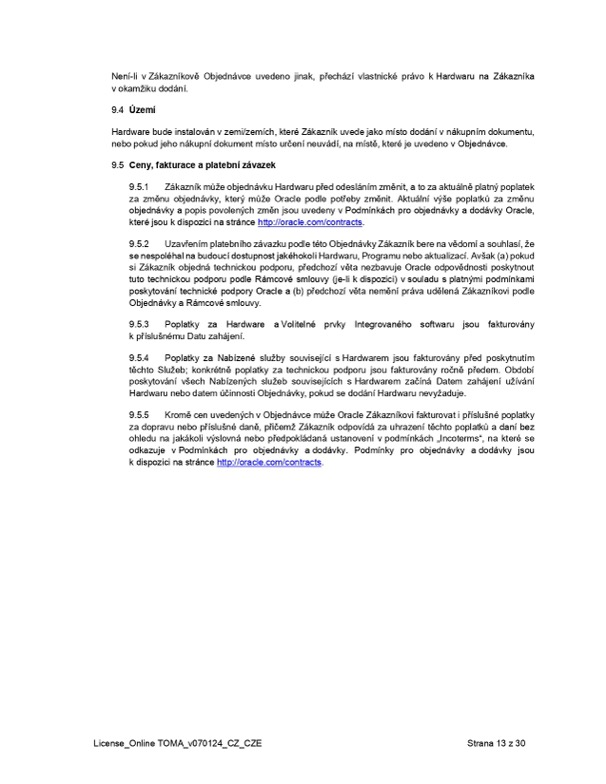 Není-li v Zákazníkově Objednávce uvedeno jinak, přechází vlastnické právo k Hardwaru na Zákazníka
v okamžiku dodání.
9.4 Území
Hardware bude instalován v zemi/zemích, které Zákazník uvede jako místo dodání v nákupním dokumentu,
nebo pokud jeho nákupní dokument místo určení neuvádí, na místě, které je uvedeno v Objednávce.
9.5 Ceny, fakturace a platební závazek
9.5.1 Zákazník může objednávku Hardwaru před odesláním změnit, a to za aktuálně platný poplatek
za změnu objednávky, který může Oracle podle potřeby změnit. Aktuální výše poplatků za změnu
objednávky a popis povolených změn jsou uvedeny v Podmínkách pro objednávky a dodávky Oracle,
které jsou k dispozici na stránce http://oracle.com/contracts.
9.5.2 Uzavřením platebního závazku podle této Objednávky Zákazník bere na vědomí a souhlasí, že
se nespoléhal na budoucí dostupnost jakéhokoli Hardwaru, Programu nebo aktualizací. Avšak (a) pokud
si Zákazník objedná technickou podporu, předchozí věta nezbavuje Oracle odpovědnosti poskytnout
tuto technickou podporu podle Rámcové smlouvy (je-li k dispozici) v souladu s platnými podmínkami
poskytování technické podpory Oracle a (b) předchozí věta nemění práva udělená Zákazníkovi podle
Objednávky a Rámcové smlouvy.
9.5.3 Poplatky za Hardware a Volitelné prvky Integrovaného softwaru jsou fakturovány
k příslušnému Datu zahájení.
9.5.4 Poplatky za Nabízené služby související s Hardwarem jsou fakturovány před poskytnutím
těchto Služeb; konkrétně poplatky za technickou podporu jsou fakturovány ročně předem. Období
poskytování všech Nabízených služeb souvisejících s Hardwarem začíná Datem zahájení užívání
Hardwaru nebo datem účinnosti Objednávky, pokud se dodání Hardwaru nevyžaduje.
9.5.5 Kromě cen uvedených v Objednávce může Oracle Zákazníkovi fakturovat i příslušné poplatky
za dopravu nebo příslušné daně, přičemž Zákazník odpovídá za uhrazení těchto poplatků a daní bez
ohledu na jakákoli výslovná nebo předpokládaná ustanovení v podmínkách „Incoterms“, na které se
odkazuje v Podmínkách pro objednávky a dodávky. Podmínky pro objednávky a dodávky jsou
k dispozici na stránce http://oracle.com/contracts.
License_Online TOMA_v070124_CZ_CZE
Strana 13 z 30